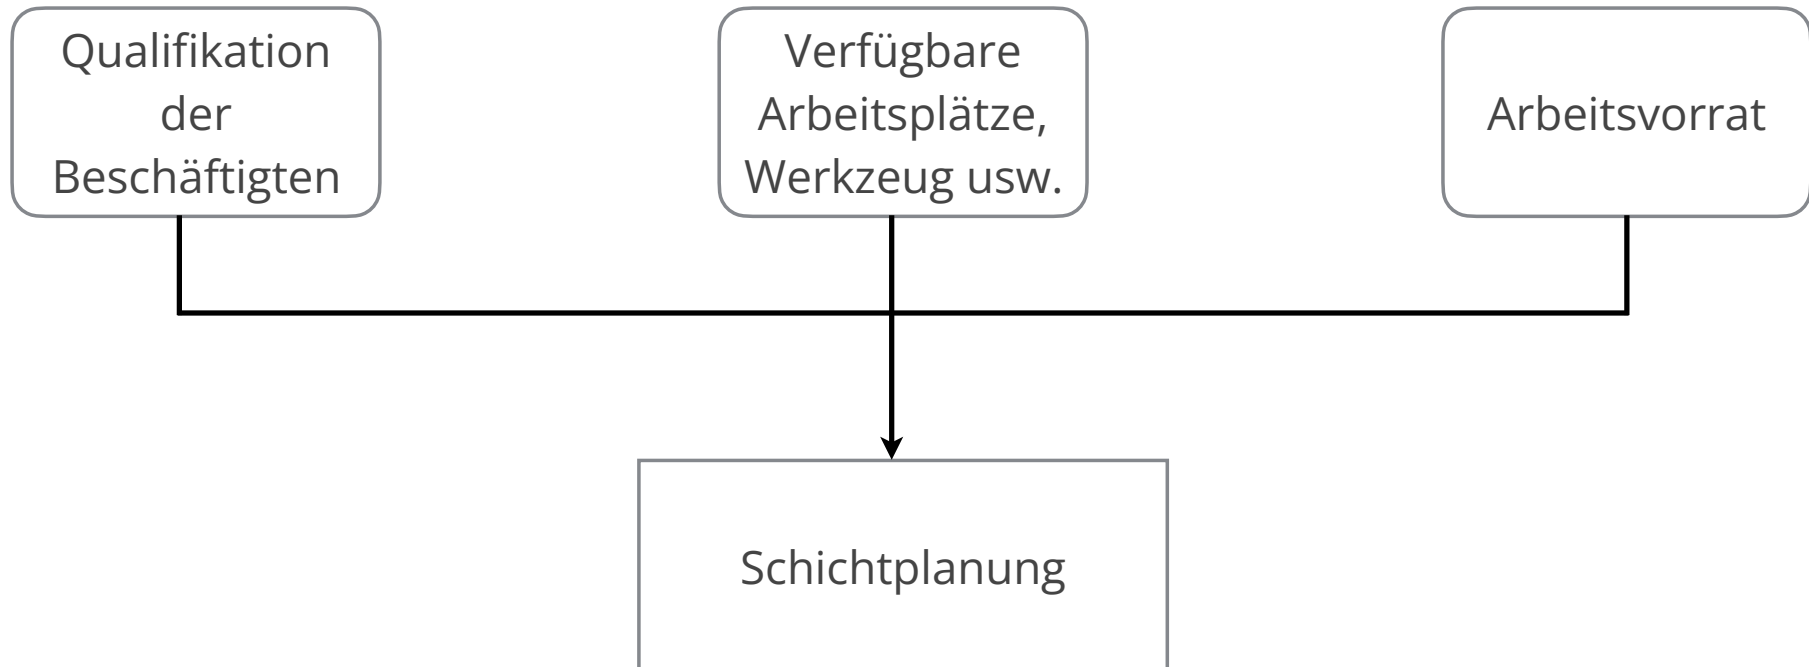 Qualifikation
der
Beschäftigten
Verfügbare
Arbeitsplätze,
Werkzeug usw.
Arbeitsvorrat
Schichtplanung